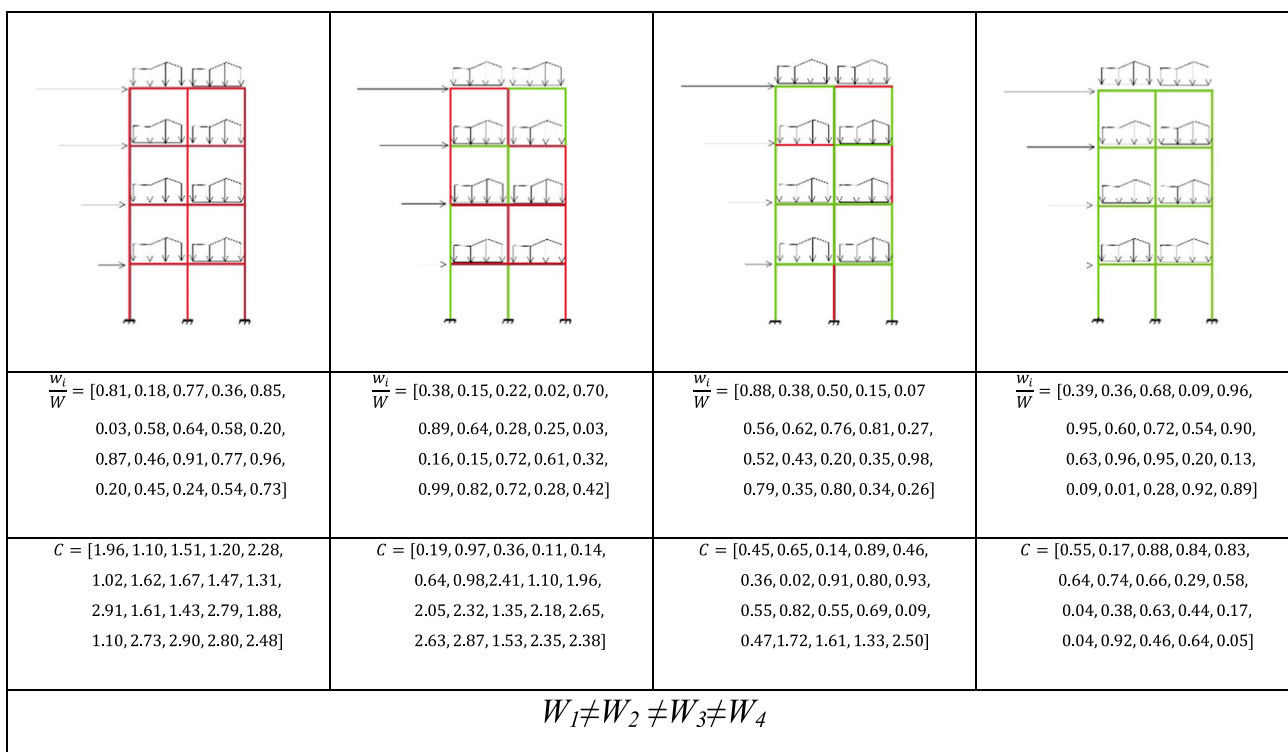 w_i/W = [0.81, 0.18, 0.77, 0.36, 0.85,
0.03, 0.58, 0.64, 0.58, 0.20,
0.87, 0.46, 0.91, 0.77, 0.96,
0.20, 0.45, 0.24, 0.54, 0.73]
w_i/W = [0.38, 0.15, 0.22, 0.02, 0.70,
0.89, 0.64, 0.28, 0.25, 0.03,
0.16, 0.15, 0.72, 0.61, 0.32,
0.99, 0.82, 0.72, 0.28, 0.42]
w_i/W = [0.88, 0.38, 0.50, 0.15, 0.07
0.56, 0.62, 0.76, 0.81, 0.27,
0.52, 0.43, 0.20, 0.35, 0.98,
0.79, 0.35, 0.80, 0.34, 0.26]
w_i/W = [0.39, 0.36, 0.68, 0.09, 0.96,
0.95, 0.60, 0.72, 0.54, 0.90,
0.63, 0.96, 0.95, 0.20, 0.13,
0.09, 0.01, 0.28, 0.92, 0.89]
C = [1.96, 1.10, 1.51, 1.20, 2.28,
1.02, 1.62, 1.67, 1.47, 1.31,
2.91, 1.61, 1.43, 2.79, 1.88,
1.10, 2.73, 2.90, 2.80, 2.48]
C = [0.19, 0.97, 0.36, 0.11, 0.14,
0.64, 0.98,2.41, 1.10, 1.96,
2.05, 2.32, 1.35, 2.18, 2.65,
2.63, 2.87, 1.53, 2.35, 2.38]
C = [0.45, 0.65, 0.14, 0.89, 0.46,
0.36, 0.02, 0.91, 0.80, 0.93,
0.55, 0.82, 0.55, 0.69, 0.09,
0.47,1.72, 1.61, 1.33, 2.50]
C = [0.55, 0.17, 0.88, 0.84, 0.83,
0.64, 0.74, 0.66, 0.29, 0.58,
0.04, 0.38, 0.63, 0.44, 0.17,
0.04, 0.92, 0.46, 0.64, 0.05]
W_1≠W_2 ≠W_3≠W_4